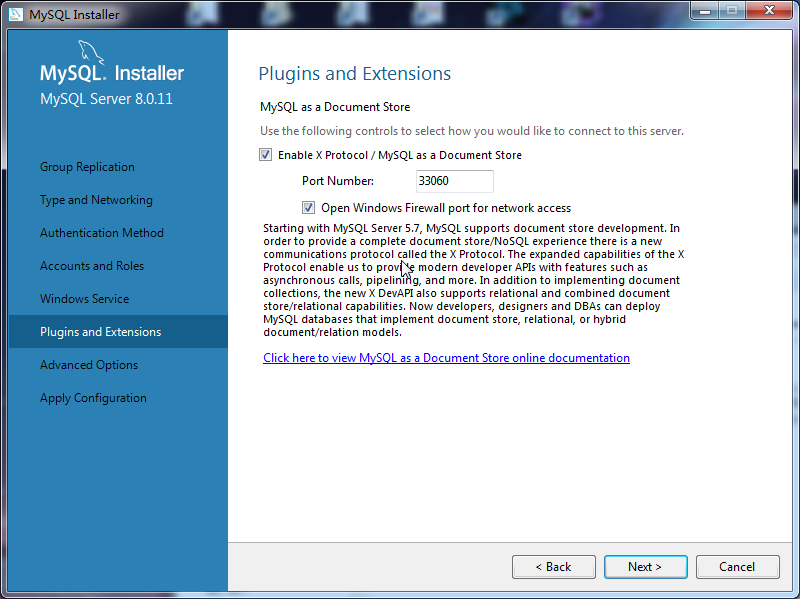 MySQL Installer
MySQL. Installer
MySQL Server 8.0.11
Group Replication
Type and Networking
Authentication Method
Accounts and Roles
Windows Service
Plugins and Extensions
Advanced Options
Apply Configuration
Plugins and Extensions
MySQL as a Document Store
Use the following controls to select how you would like to connect to this server.
Enable X Protocol / MySQL as a Document Store
Port Number: 33060
Open Windows Firewall port for network access
Starting with MySQL Server 5.7, MySQL supports document store development. In
order to provide a complete document store/NoSQL experience there is a new
communications protocol called the X Protocol. The expanded capabilities of the X
Protocol enable us to provide modern developer APIs with features such as
asynchronous calls, pipelining, and more. In addition to implementing document
collections, the new X DevAPI also supports relational and combined document
store/relational capabilities. Now developers, designers and DBAs can deploy
MySQL databases that implement document store, relational, or hybrid
document/relation models.
Click here to view MySQL as a Document Store online documentation
< Back
Next >
Cancel